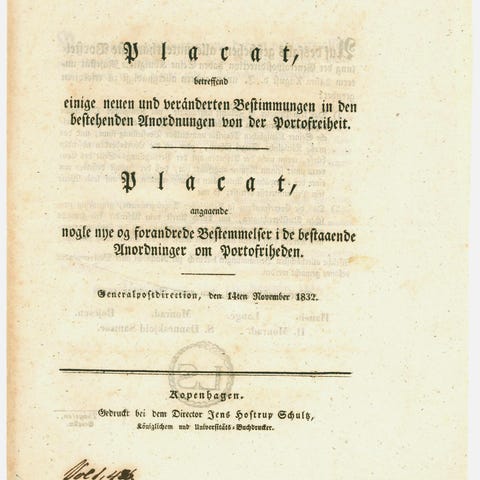 Placat,
betreffend
einige neuen und veränderten Bestimmungen in den
bestehenden Anordnungen von der Portofreiheit.
Placat,
angaaende
nogle nye og forandrede Bestemmelser i de bestaaende
Anordninger om Portofriheden.
Generalpostdirection, den 14ten November 1832.
LS
Kopenhagen.
Gedruckt bei dem Director Jens Hostrup Schultz,
Königlichem und Universitäts-Buchdrucker.